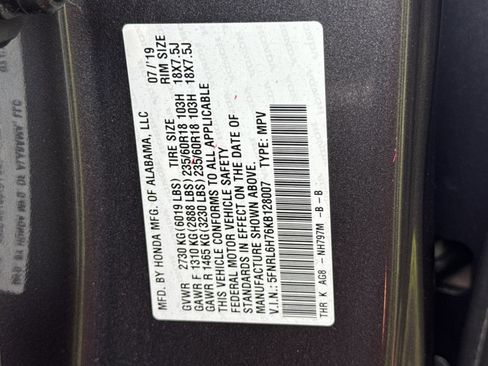 MFD. BY HONDA MFG. OF ALABAMA, LLC 07/'19
TIRE SIZE RIM SIZE
GVWR 2730 KG(6019 LBS)
GAWR F 1310 KG(2888 LBS)235/60R18 103H 18X7.5J
GAWR R 1465 KG(3230 LBS)235/60R18 103H 18X7.5J
THIS VEHICLE CONFORMS TO ALL APPLICABLE
FEDERAL MOTOR VEHICLE SAFETY
STANDARDS IN EFFECT ON THE DATE OF
MANUFACTURE SHOWN ABOVE.
V.I.N.: 5FNRL6H76KB128007 TYPE: MPV
THR K AG8 - NH797M -B - B